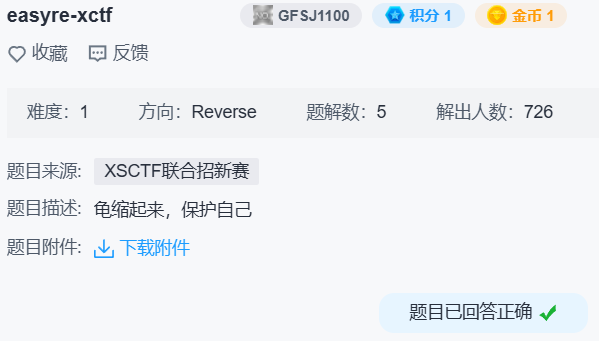 easyre-xctf GFSJ1100 积分 1 金币 1
收藏 反馈
难度：1 方向：Reverse 题解数：5 解出人数：726
题目来源: XSCTF联合招新赛
题目描述: 龟缩起来，保护自己
题目附件: 下载附件
题目已回答正确